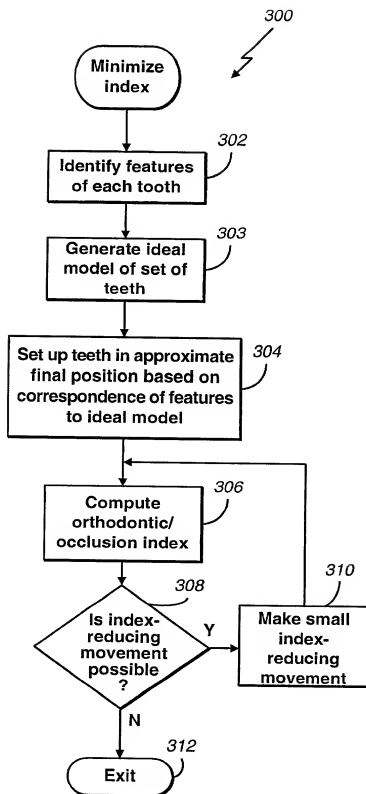 300
Minimize
index
302
Identify features
of each tooth
303
Generate ideal
model of set of
teeth
304
Set up teeth in approximate
final position based on
correspondence of features
to ideal model
306
Compute
orthodontic/
occlusion index
308
Is index-
reducing
movement
possible
?
Y
310
Make small
index-
reducing
movement
N
312
Exit